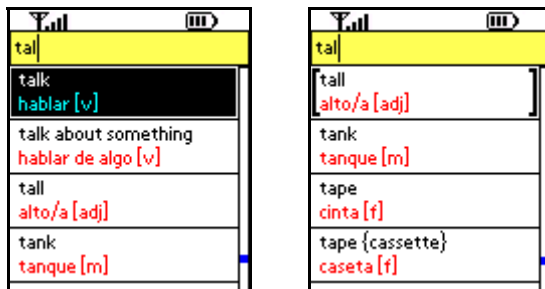 tal
talk
hablar [v]
talk about something
hablar de algo [v]
tall
alto/a [adj]
tank
tanque [m]
tal
tall
alto/a [adj]
tank
tanque [m]
tape
cinta [f]
tape {cassette}
caseta [f]